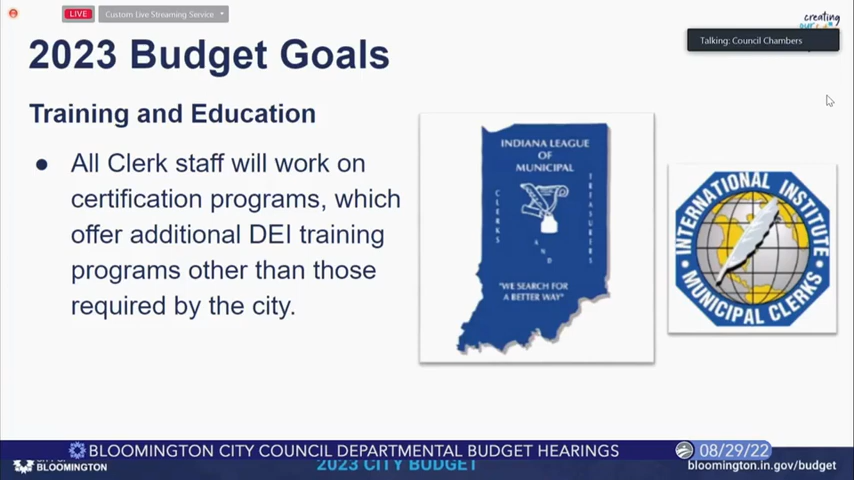 LIVE
Custom Live Streaming Service
creating
Talking: Council Chambers
2023 Budget Goals
Training and Education
● All Clerk staff will work on
certification programs, which
offer additional DEI training
programs other than those
required by the city.
INDIANA LEAGUE
OF
MUNICIPAL
CLERKS
AND
TREASURERS
"WE SEARCH FOR
A BETTER WAY"
INTERNATIONAL INSTITUTE
MUNICIPAL CLERKS
BLOOMINGTON CITY COUNCIL DEPARTMENTAL BUDGET HEARINGS
08/29/22
BLOOMINGTON
2023 CITY BUDGET
bloomington.in.gov/budget